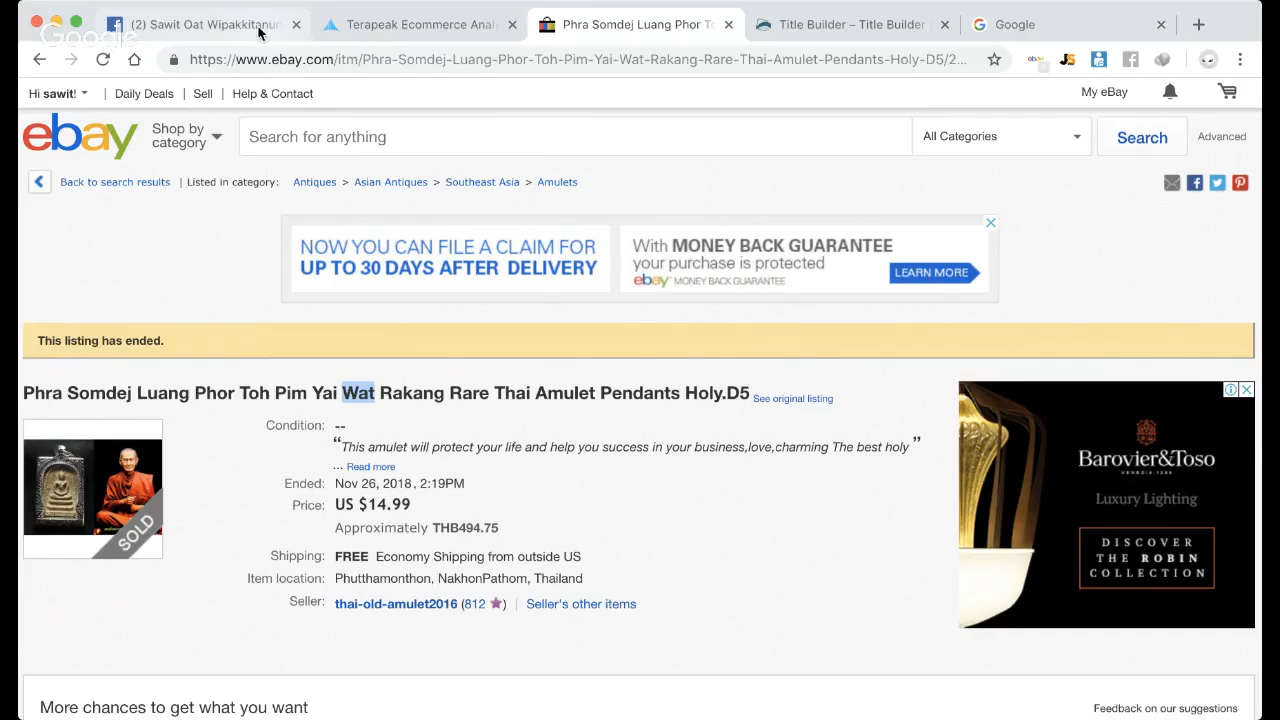 (2) Sawit Oat Wipakkitanun
Terapeak Ecommerce Anal
Phra Somdej Luang Phor To
Title Builder – Title Builder
Google
Google
https://www.ebay.com/itm/Phra-Somdej-Luang-Phor-Toh-Pim-Yai-Wat-Rakang-Rare-Thai-Amulet-Pendants-Holy-D5/2...
Hi sawit! | Daily Deals | Sell | Help & Contact
My eBay
ebay
Shop by category
Search for anything
All Categories
Search
Advanced
Back to search results | Listed in category: Antiques > Asian Antiques > Southeast Asia > Amulets
NOW YOU CAN FILE A CLAIM FOR
UP TO 30 DAYS AFTER DELIVERY
With MONEY BACK GUARANTEE
your purchase is protected
ebay MONEY BACK GUARANTEE
LEARN MORE
This listing has ended.
Phra Somdej Luang Phor Toh Pim Yai Wat Rakang Rare Thai Amulet Pendants Holy.D5 See original listing
SOLD
Condition: --
“This amulet will protect your life and help you success in your business,love,charming The best holy ”
... Read more
Ended: Nov 26, 2018 , 2:19PM
Price: US $14.99
Approximately THB494.75
Shipping: FREE Economy Shipping from outside US
Item location: Phutthamonthon, NakhonPathom, Thailand
Seller: thai-old-amulet2016 (812 ) | Seller's other items
Barovier&Toso
VENEZIA 1295
Luxury Lighting
DISCOVER
THE ROBIN
COLLECTION
More chances to get what you want
Feedback on our suggestions